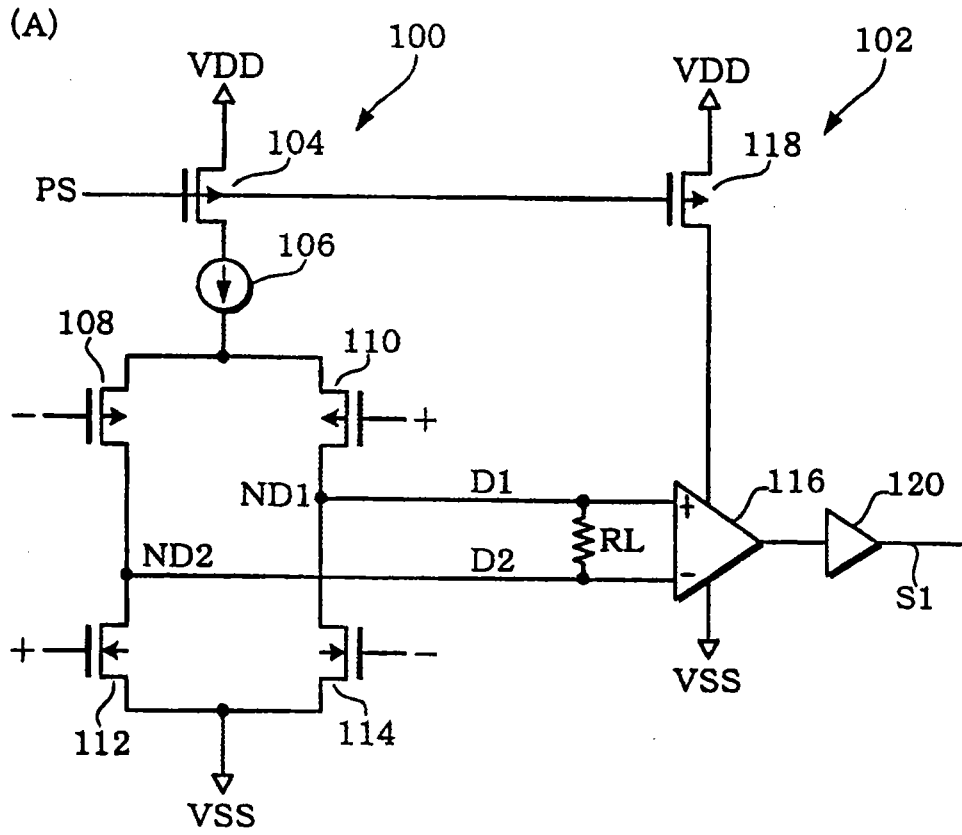 (A)
100
102
VDD
VDD
104
118
PS
106
108
110
−
+
ND1
D1
+
116
120
RL
ND2
D2
−
S1
+
−
VSS
112
114
VSS